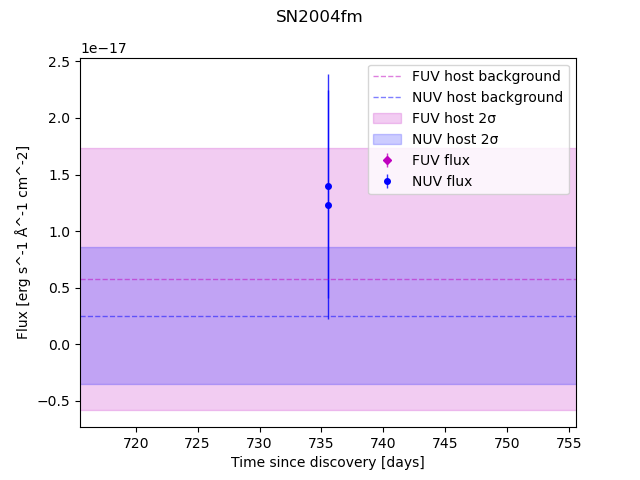 SN2004fm
1e−17
2.5
2.0
1.5
1.0
0.5
0.0
−0.5
Flux [erg s^-1 Å^-1 cm^-2]
FUV host background
NUV host background
FUV host 2σ
NUV host 2σ
FUV flux
NUV flux
720 725 730 735 740 745 750 755
Time since discovery [days]